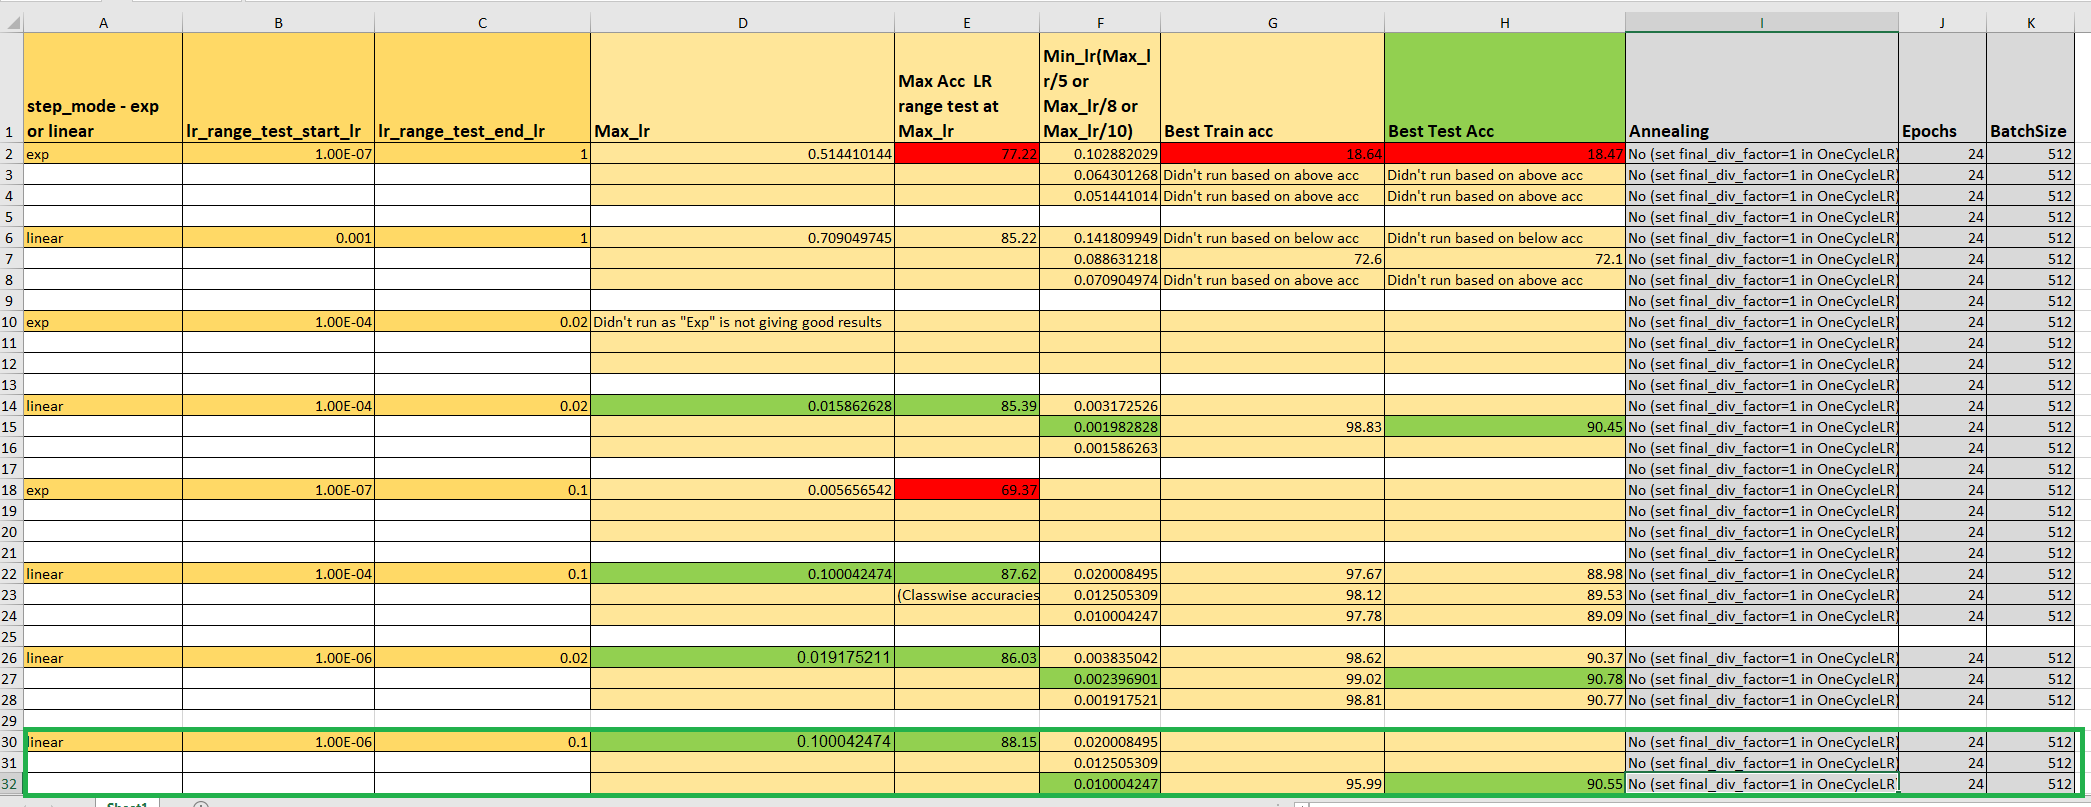 A B C D E F G H I J K
1 step_mode - exp or linear lr_range_test_start_lr lr_range_test_end_lr Max_lr Max Acc LR range test at Max_lr Min_lr(Max_lr/5 or Max_lr/8 or Max_lr/10) Best Train acc Best Test Acc Annealing Epochs BatchSize
2 exp 1.00E-07 1 0.514410144 77.22 0.102882029 18.64 18.47 No (set final_div_factor=1 in OneCycleLR) 24 512
3 0.064301268 Didn't run based on above acc Didn't run based on above acc No (set final_div_factor=1 in OneCycleLR) 24 512
4 0.051441014 Didn't run based on above acc Didn't run based on above acc No (set final_div_factor=1 in OneCycleLR) 24 512
5 No (set final_div_factor=1 in OneCycleLR) 24 512
6 linear 0.001 1 0.709049745 85.22 0.141809949 Didn't run based on below acc Didn't run based on below acc No (set final_div_factor=1 in OneCycleLR) 24 512
7 0.088631218 72.6 72.1 No (set final_div_factor=1 in OneCycleLR) 24 512
8 0.070904974 Didn't run based on above acc Didn't run based on above acc No (set final_div_factor=1 in OneCycleLR) 24 512
9 No (set final_div_factor=1 in OneCycleLR) 24 512
10 exp 1.00E-04 0.02 Didn't run as "Exp" is not giving good results No (set final_div_factor=1 in OneCycleLR) 24 512
11 No (set final_div_factor=1 in OneCycleLR) 24 512
12 No (set final_div_factor=1 in OneCycleLR) 24 512
13 No (set final_div_factor=1 in OneCycleLR) 24 512
14 linear 1.00E-04 0.02 0.015862628 85.39 0.003172526 No (set final_div_factor=1 in OneCycleLR) 24 512
15 0.001982828 98.83 90.45 No (set final_div_factor=1 in OneCycleLR) 24 512
16 0.001586263 No (set final_div_factor=1 in OneCycleLR) 24 512
17 No (set final_div_factor=1 in OneCycleLR) 24 512
18 exp 1.00E-07 0.1 0.005656542 69.37 No (set final_div_factor=1 in OneCycleLR) 24 512
19 No (set final_div_factor=1 in OneCycleLR) 24 512
20 No (set final_div_factor=1 in OneCycleLR) 24 512
21 No (set final_div_factor=1 in OneCycleLR) 24 512
22 linear 1.00E-04 0.1 0.100042474 87.62 0.020008495 97.67 88.98 No (set final_div_factor=1 in OneCycleLR) 24 512
23 (Classwise accuracies 0.012505309 98.12 89.53 No (set final_div_factor=1 in OneCycleLR) 24 512
24 0.010004247 97.78 89.09 No (set final_div_factor=1 in OneCycleLR) 24 512
25
26 linear 1.00E-06 0.02 0.019175211 86.03 0.003835042 98.62 90.37 No (set final_div_factor=1 in OneCycleLR) 24 512
27 0.002396901 99.02 90.78 No (set final_div_factor=1 in OneCycleLR) 24 512
28 0.001917521 98.81 90.77 No (set final_div_factor=1 in OneCycleLR) 24 512
29
30 linear 1.00E-06 0.1 0.100042474 88.15 0.020008495 No (set final_div_factor=1 in OneCycleLR) 24 512
31 0.012505309 No (set final_div_factor=1 in OneCycleLR) 24 512
32 0.010004247 95.99 90.55 No (set final_div_factor=1 in OneCycleLR 24 512
Sheet1